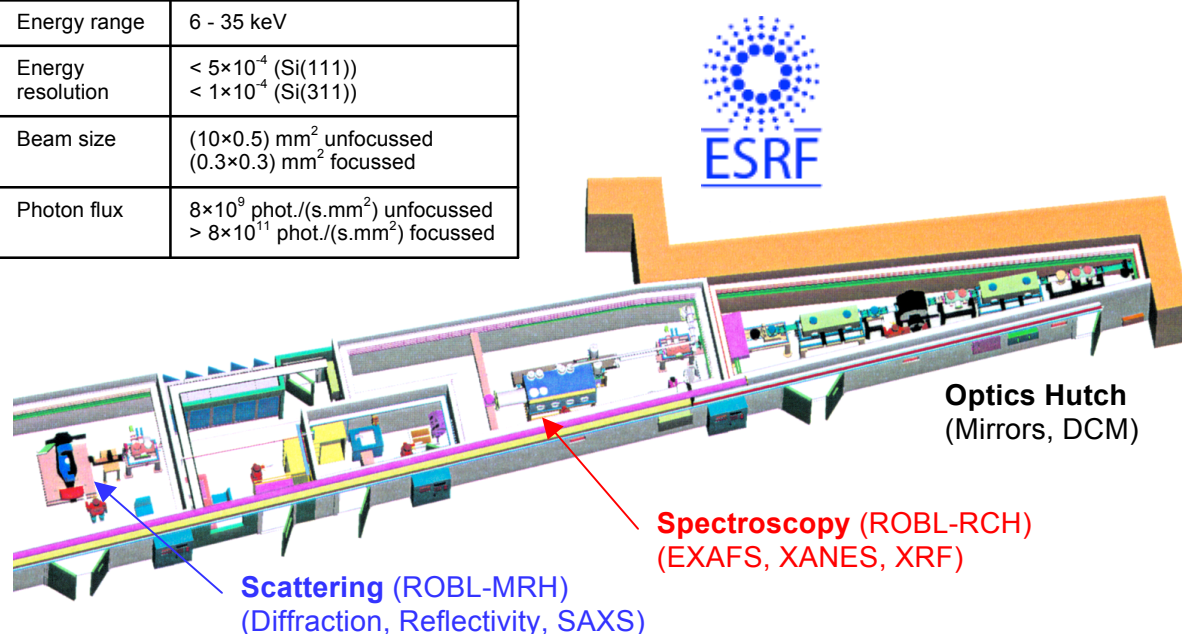 Energy range 6 - 35 keV
Energy resolution
< 5×10⁻⁴ (Si(111))
< 1×10⁻⁴ (Si(311))
Beam size
(10×0.5) mm² unfocussed
(0.3×0.3) mm² focussed
Photon flux
8×10⁹ phot./(s.mm²) unfocussed
> 8×10¹¹ phot./(s.mm²) focussed
ESRF
Optics Hutch
(Mirrors, DCM)
Spectroscopy (ROBL-RCH)
(EXAFS, XANES, XRF)
Scattering (ROBL-MRH)
(Diffraction, Reflectivity, SAXS)